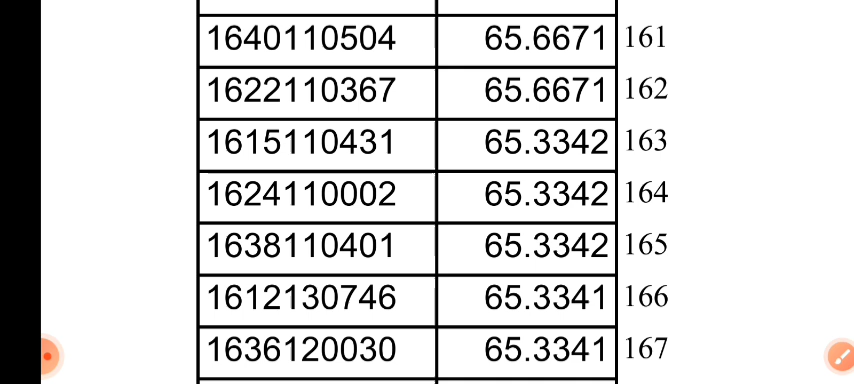 1640110504 65.6671 161
1622110367 65.6671 162
1615110431 65.3342 163
1624110002 65.3342 164
1638110401 65.3342 165
1612130746 65.3341 166
1636120030 65.3341 167